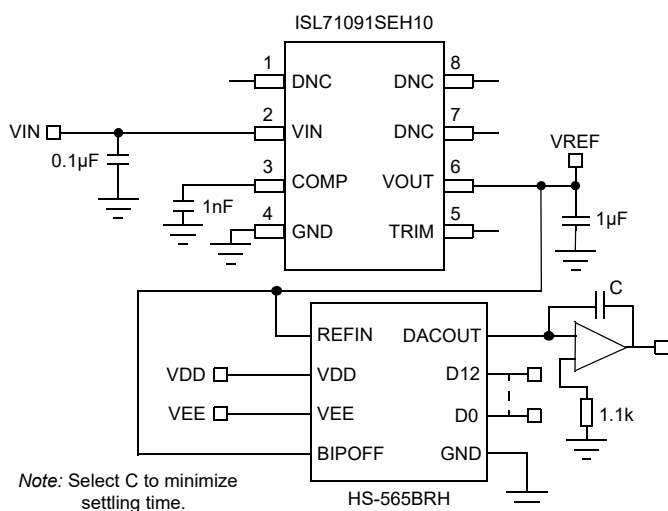 ISL71091SEH10
1 8
DNC DNC
2 7
VIN VIN DNC
VREF
0.1µF
3 6
COMP VOUT
1nF
4 5
GND TRIM
1µF
C
REFIN DACOUT
VDD VDD D12
VEE VEE D0
1.1k
BIPOFF GND
Note: Select C to minimize
settling time.
HS-565BRH